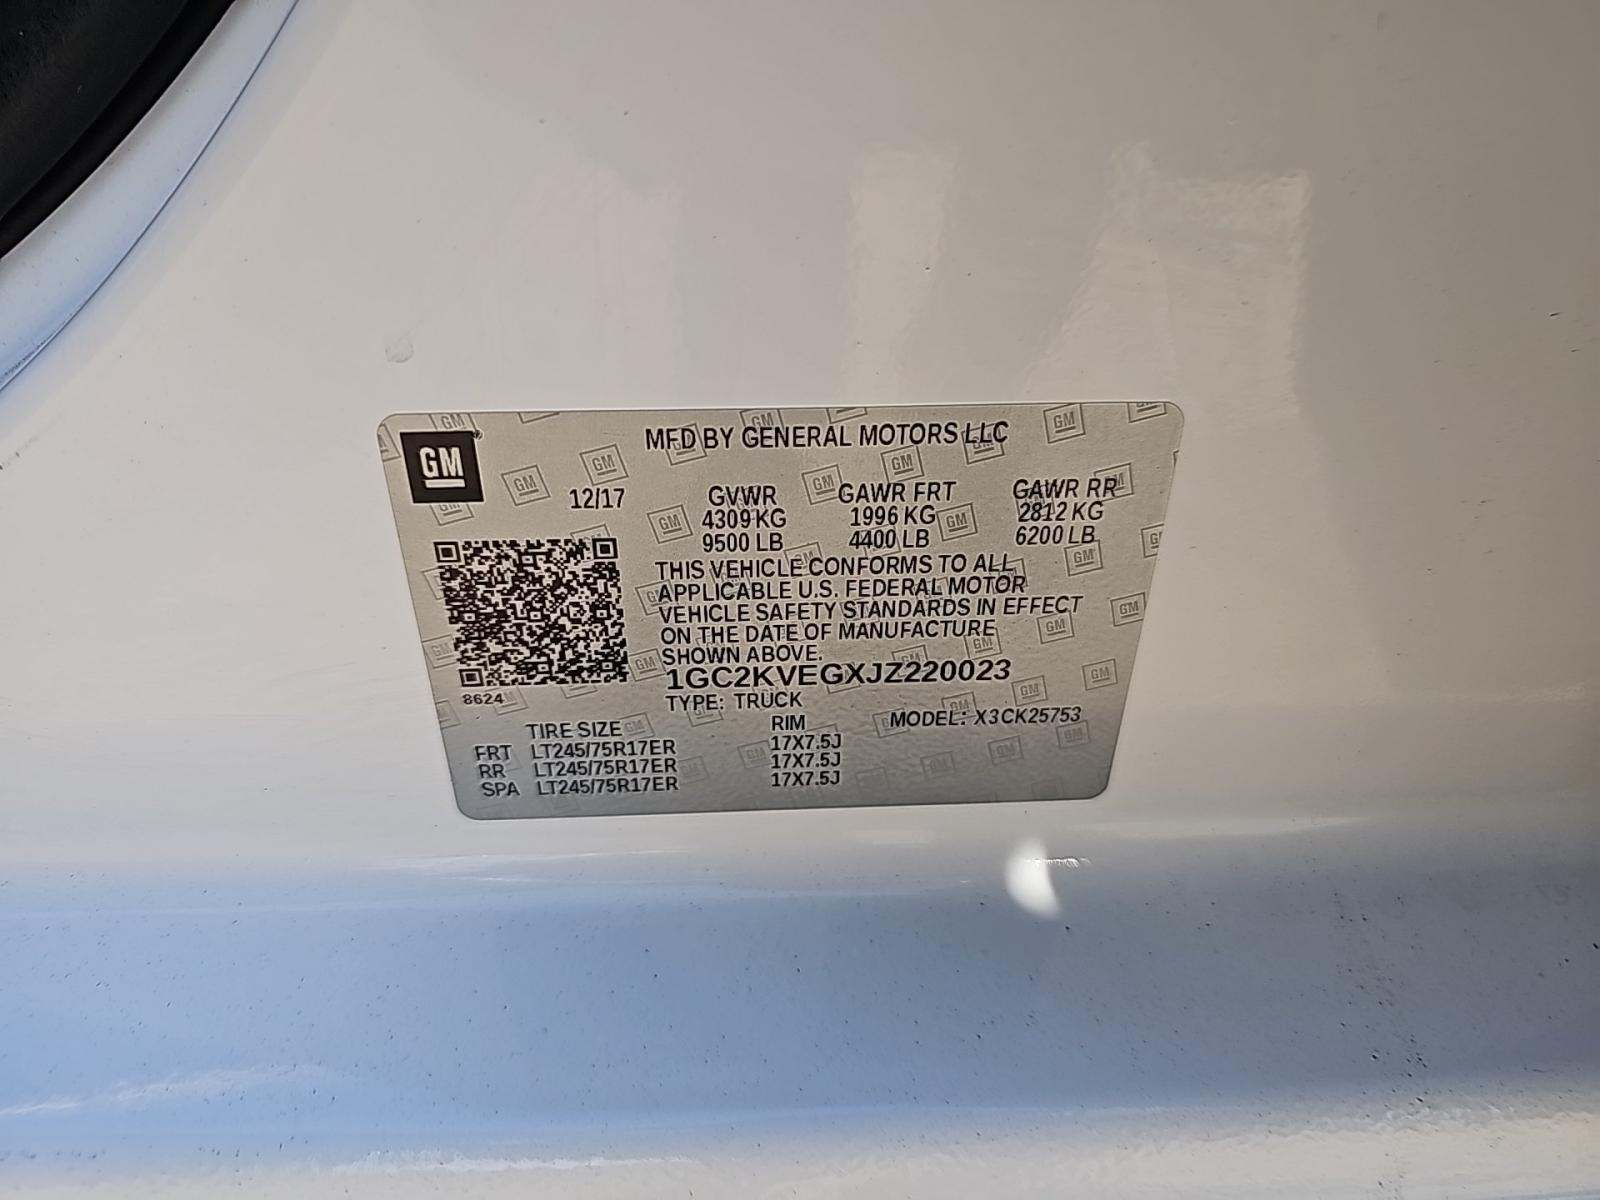 GM
MFD BY GENERAL MOTORS LLC
12/17 GVWR GAWR FRT GAWR RR
4309 KG 1996 KG 2812 KG
9500 LB 4400 LB 6200 LB
THIS VEHICLE CONFORMS TO ALL
APPLICABLE U.S. FEDERAL MOTOR
VEHICLE SAFETY STANDARDS IN EFFECT
ON THE DATE OF MANUFACTURE
SHOWN ABOVE.
1GC2KVEGXJZ220023
8624
TYPE: TRUCK
TIRE SIZE RIM MODEL: X3CK25753
FRT LT245/75R17ER 17X7.5J
RR LT245/75R17ER 17X7.5J
SPA LT245/75R17ER 17X7.5J